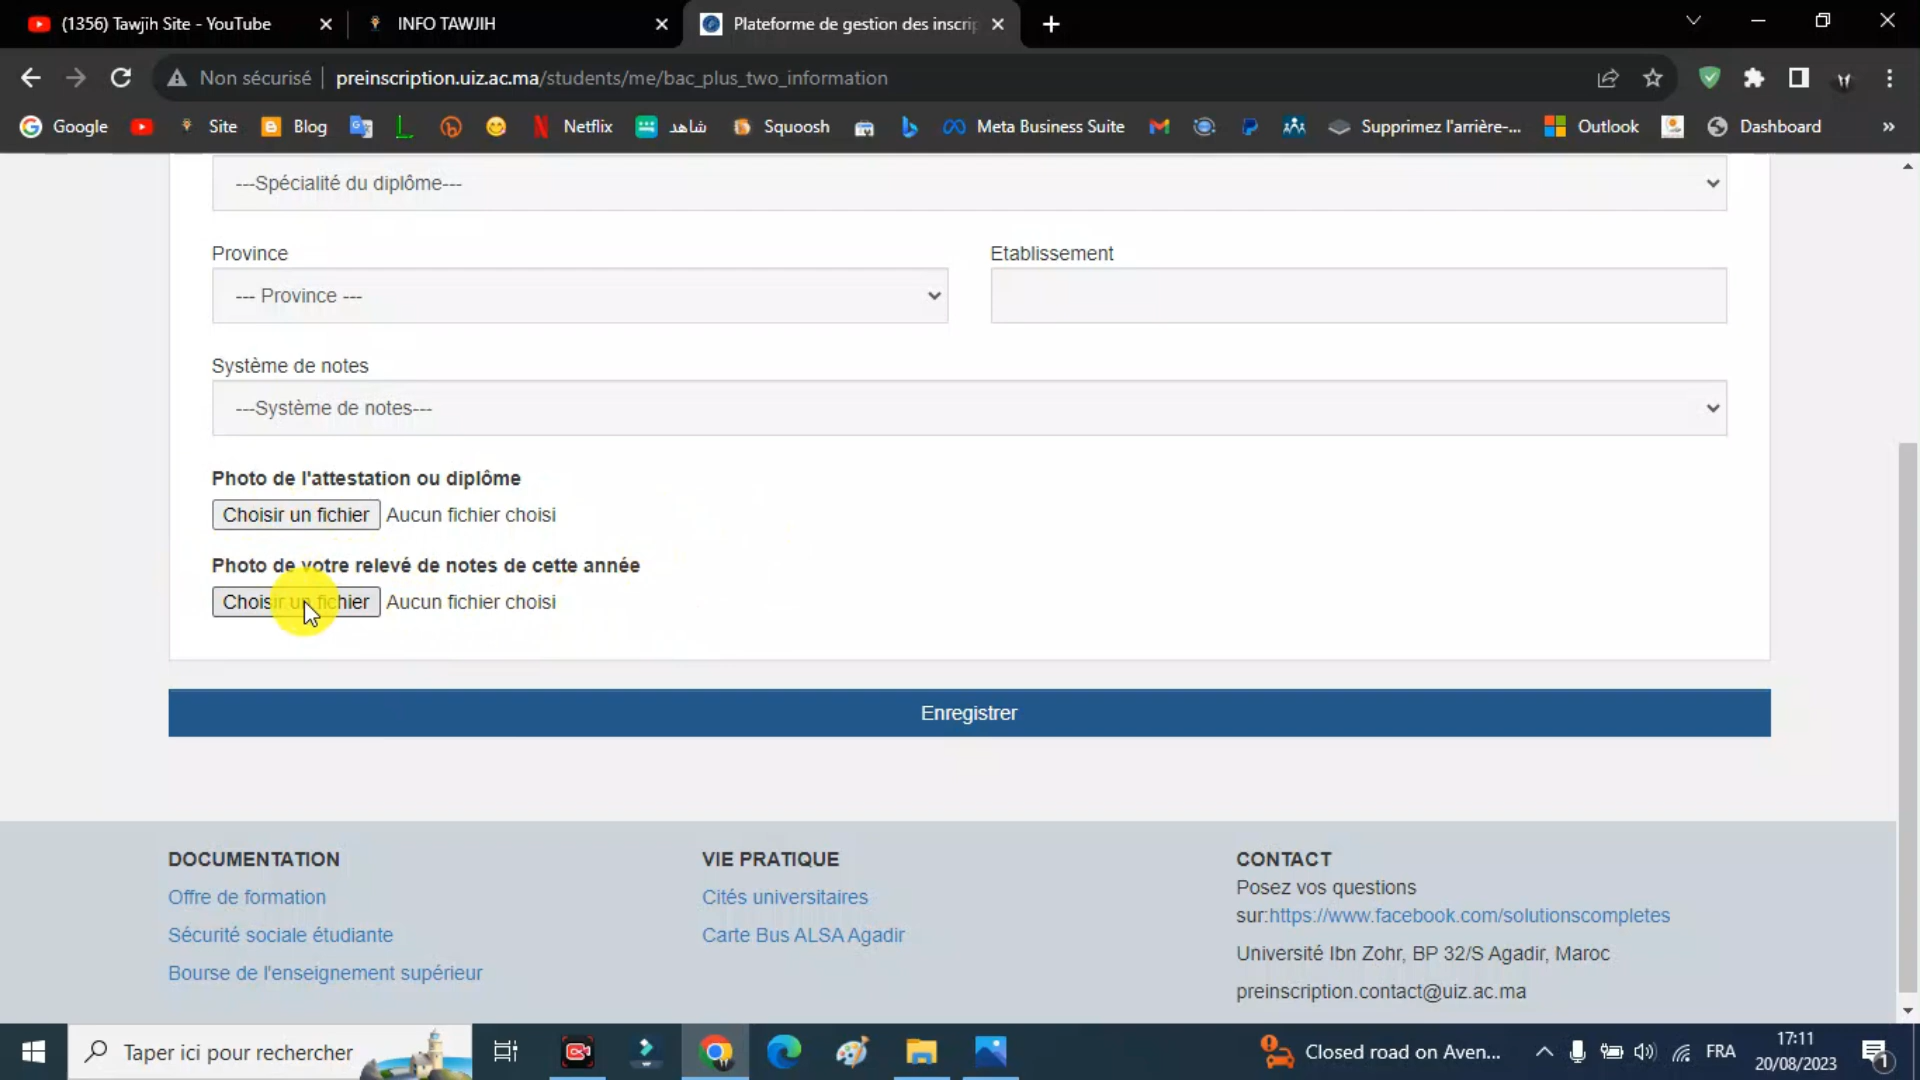 (1356) Tawjih Site - YouTube
INFO TAWJIH
Plateforme de gestion des inscrip
Non sécurisé
preinscription.uiz.ac.ma/students/me/bac_plus_two_information
Google
Site
Blog
Netflix
شاهد
Squoosh
Meta Business Suite
Supprimez l'arrière-...
Outlook
Dashboard
»
---Spécialité du diplôme---
Province
Etablissement
--- Province ---
Système de notes
---Système de notes---
Photo de l'attestation ou diplôme
Choisir un fichier Aucun fichier choisi
Photo de votre relevé de notes de cette année
Choisir un fichier Aucun fichier choisi
Enregistrer
DOCUMENTATION
Offre de formation
Sécurité sociale étudiante
Bourse de l'enseignement supérieur
VIE PRATIQUE
Cités universitaires
Carte Bus ALSA Agadir
CONTACT
Posez vos questions
sur:https://www.facebook.com/solutionscompletes
Université Ibn Zohr, BP 32/S Agadir, Maroc
preinscription.contact@uiz.ac.ma
Taper ici pour rechercher
Closed road on Aven...
FRA
17:11
20/08/2023
1